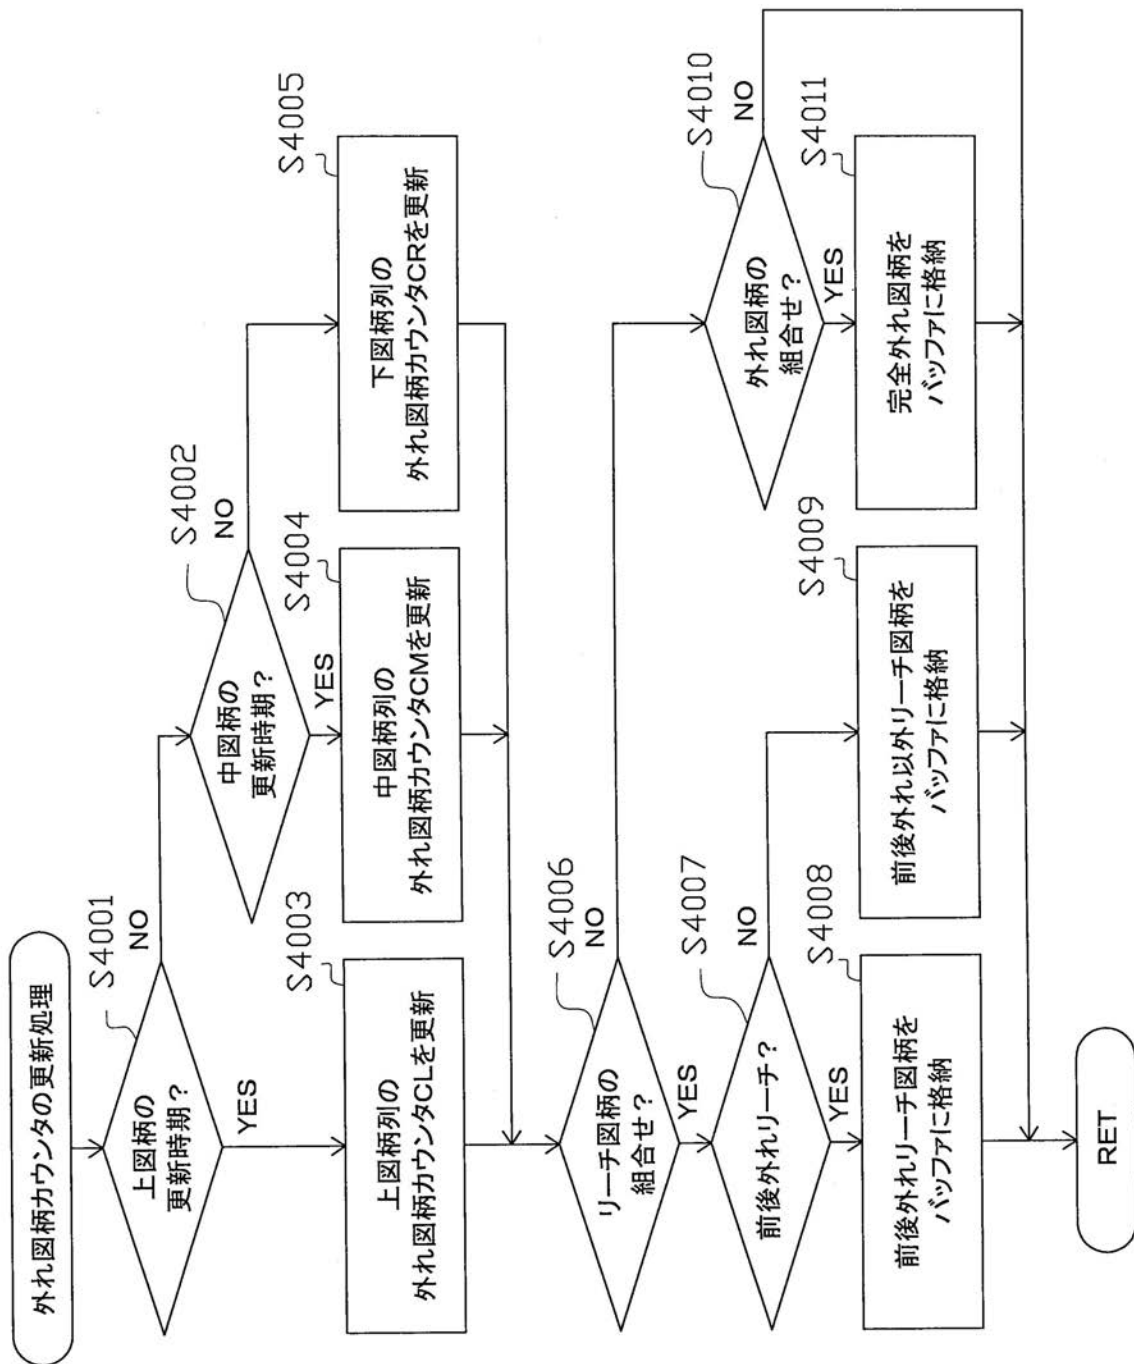 外れ図柄カウンタの更新処理
S4001
上図柄の
更新時期？
NO
YES
S4002
中図柄の
更新時期？
NO
YES
S4003
上図柄列の
外れ図柄カウンタCLを更新
S4004
中図柄列の
外れ図柄カウンタCMを更新
S4005
下図柄列の
外れ図柄カウンタCRを更新
S4006
リーチ図柄の
組合せ？
NO
YES
S4007
前後外れリーチ？
NO
YES
S4008
前後外れリーチ図柄を
バッファに格納
S4009
前後外れ以外リーチ図柄を
バッファに格納
S4010
外れ図柄の
組合せ？
NO
YES
S4011
完全外れ図柄を
バッファに格納
RET